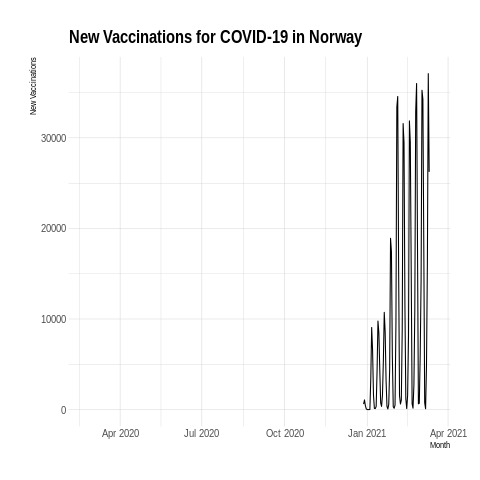 New Vaccinations for COVID-19 in Norway
New Vaccinations
30000
20000
10000
0
Apr 2020 Jul 2020 Oct 2020 Jan 2021 Apr 2021
Month